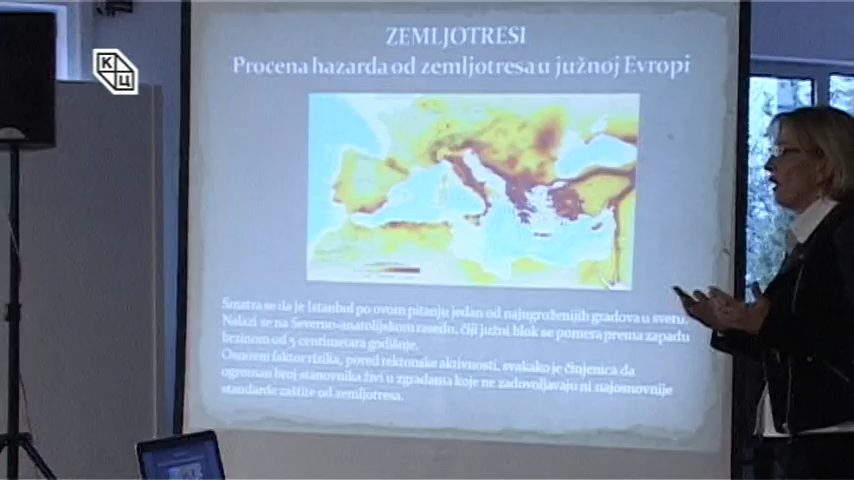 КЦ
ZEMLJOTRESI
Procena hazarda od zemljotresa u južnoj Evropi
Smatra se da je Istanbul po ovom pitanju jedan od najugroženijih gradova u svetu.
Nalazi se na Severno-anatolijskom rasedu, čiji južni blok se pomera prema zapadu
brzinom od 5 centimetara godišnje.
Osnovni faktor rizika, pored tektonske aktivnosti, svakako je činjenica da
ogroman broj stanovnika živi u zgradama koje ne zadovoljavaju ni najosnovnije
standarde zaštite od zemljotresa.